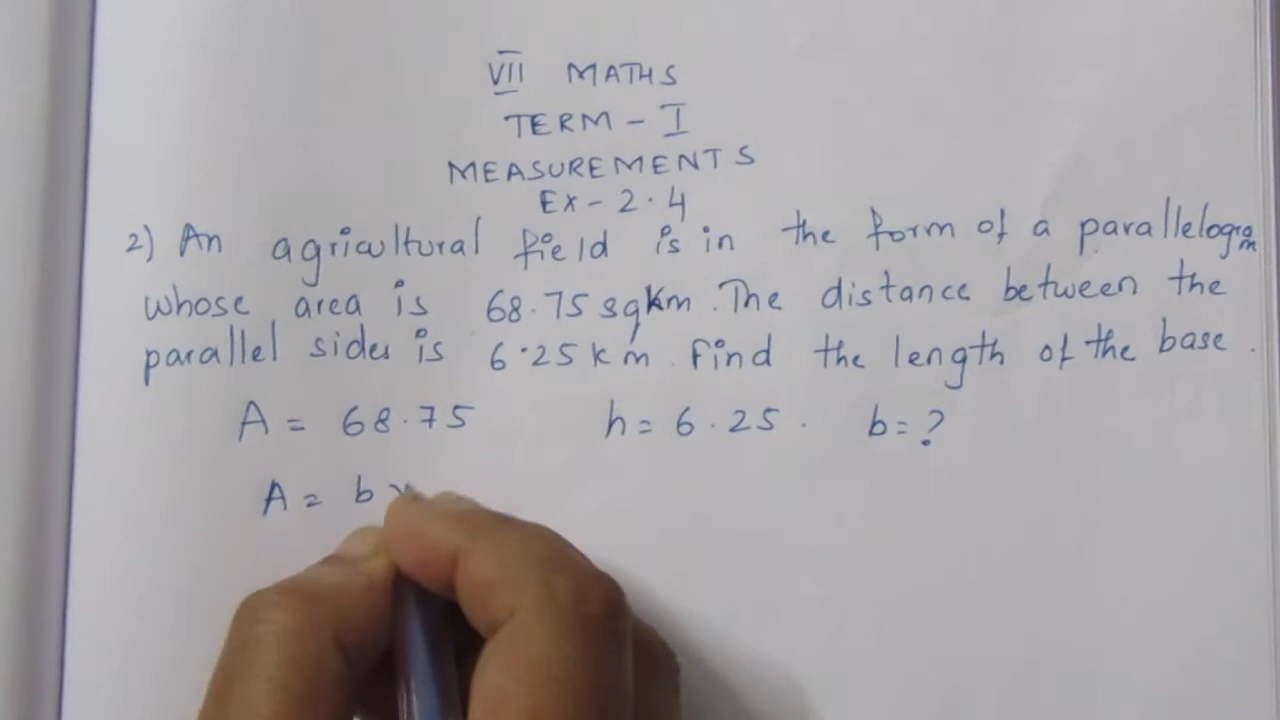 VII MATHS
TERM - I
MEASUREMENTS
EX - 2.4
2) An agricultural field is in the form of a parallelogram
whose area is 68.75 sqkm. The distance between the
parallel sides is 6.25 km. Find the length of the base.
A = 68.75 h = 6.25. b = ?
A = b ×